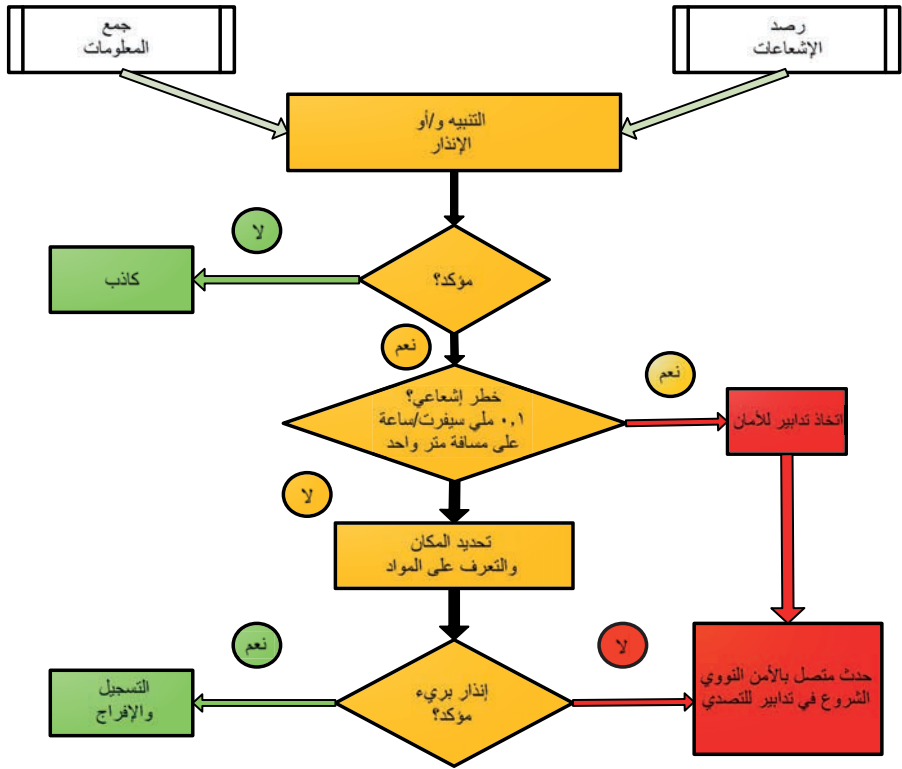 رصد
الإشعاعات
جمع
المعلومات
التنبيه و/أو
الإنذار
مؤكد؟
لا
كاذب
نعم
خطر إشعاعي؟
٠,١ ملي سيفرت/ساعة
على مسافة متر واحد
نعم
اتخاذ تدابير للأمان
لا
تحديد المكان
والتعرف على المواد
إنذار بريء
مؤكد؟
لا
حدث متصل بالأمن النووي
الشروع في تدابير للتصدي
نعم
التسجيل
والإفراج